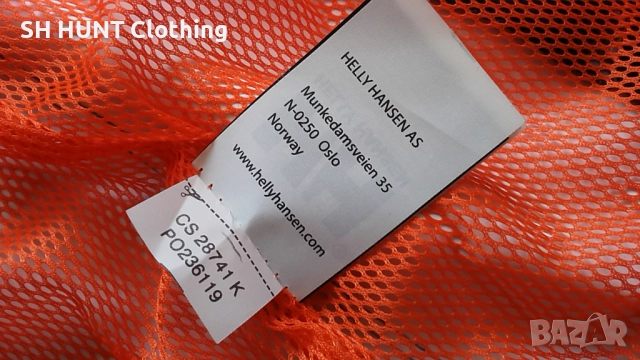 SH HUNT Clothing
HELLY HANSEN AS
Munkedamsveien 35
N-0250 Oslo
Norway
www.hellyhansen.com
CS 28741 K
PO236119
BAZAR